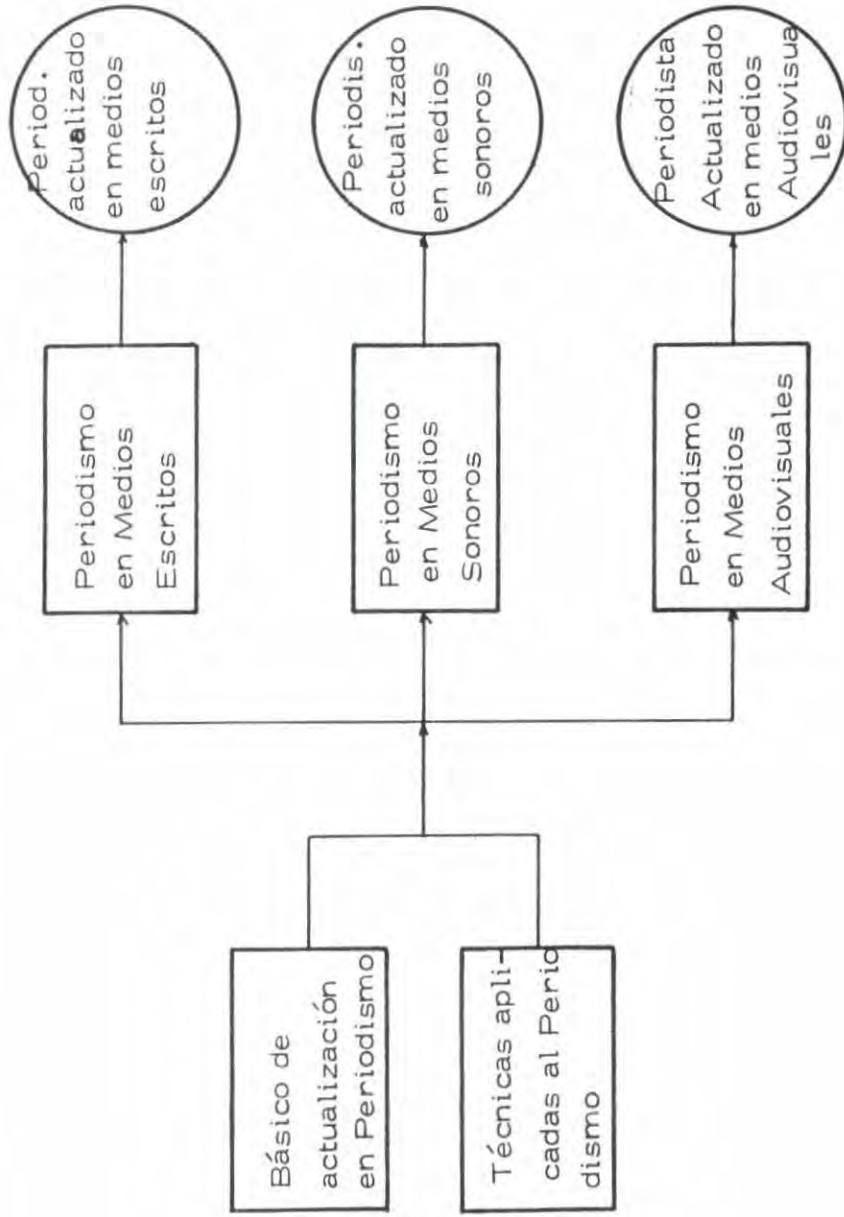 Básico de
actualización
en Periodismo
Técnicas apli-
cadas al Perio
dismo
Periodismo
en Medios
Escritos
Periodismo
en Medios
Sonoros
Periodismo
en Medios
Audiovisuales
Period.
actualizado
en medios
escritos
Periodis.
actualizado
en medios
sonoros
Periodista
Actualizado
en medios
Audiovisua
les